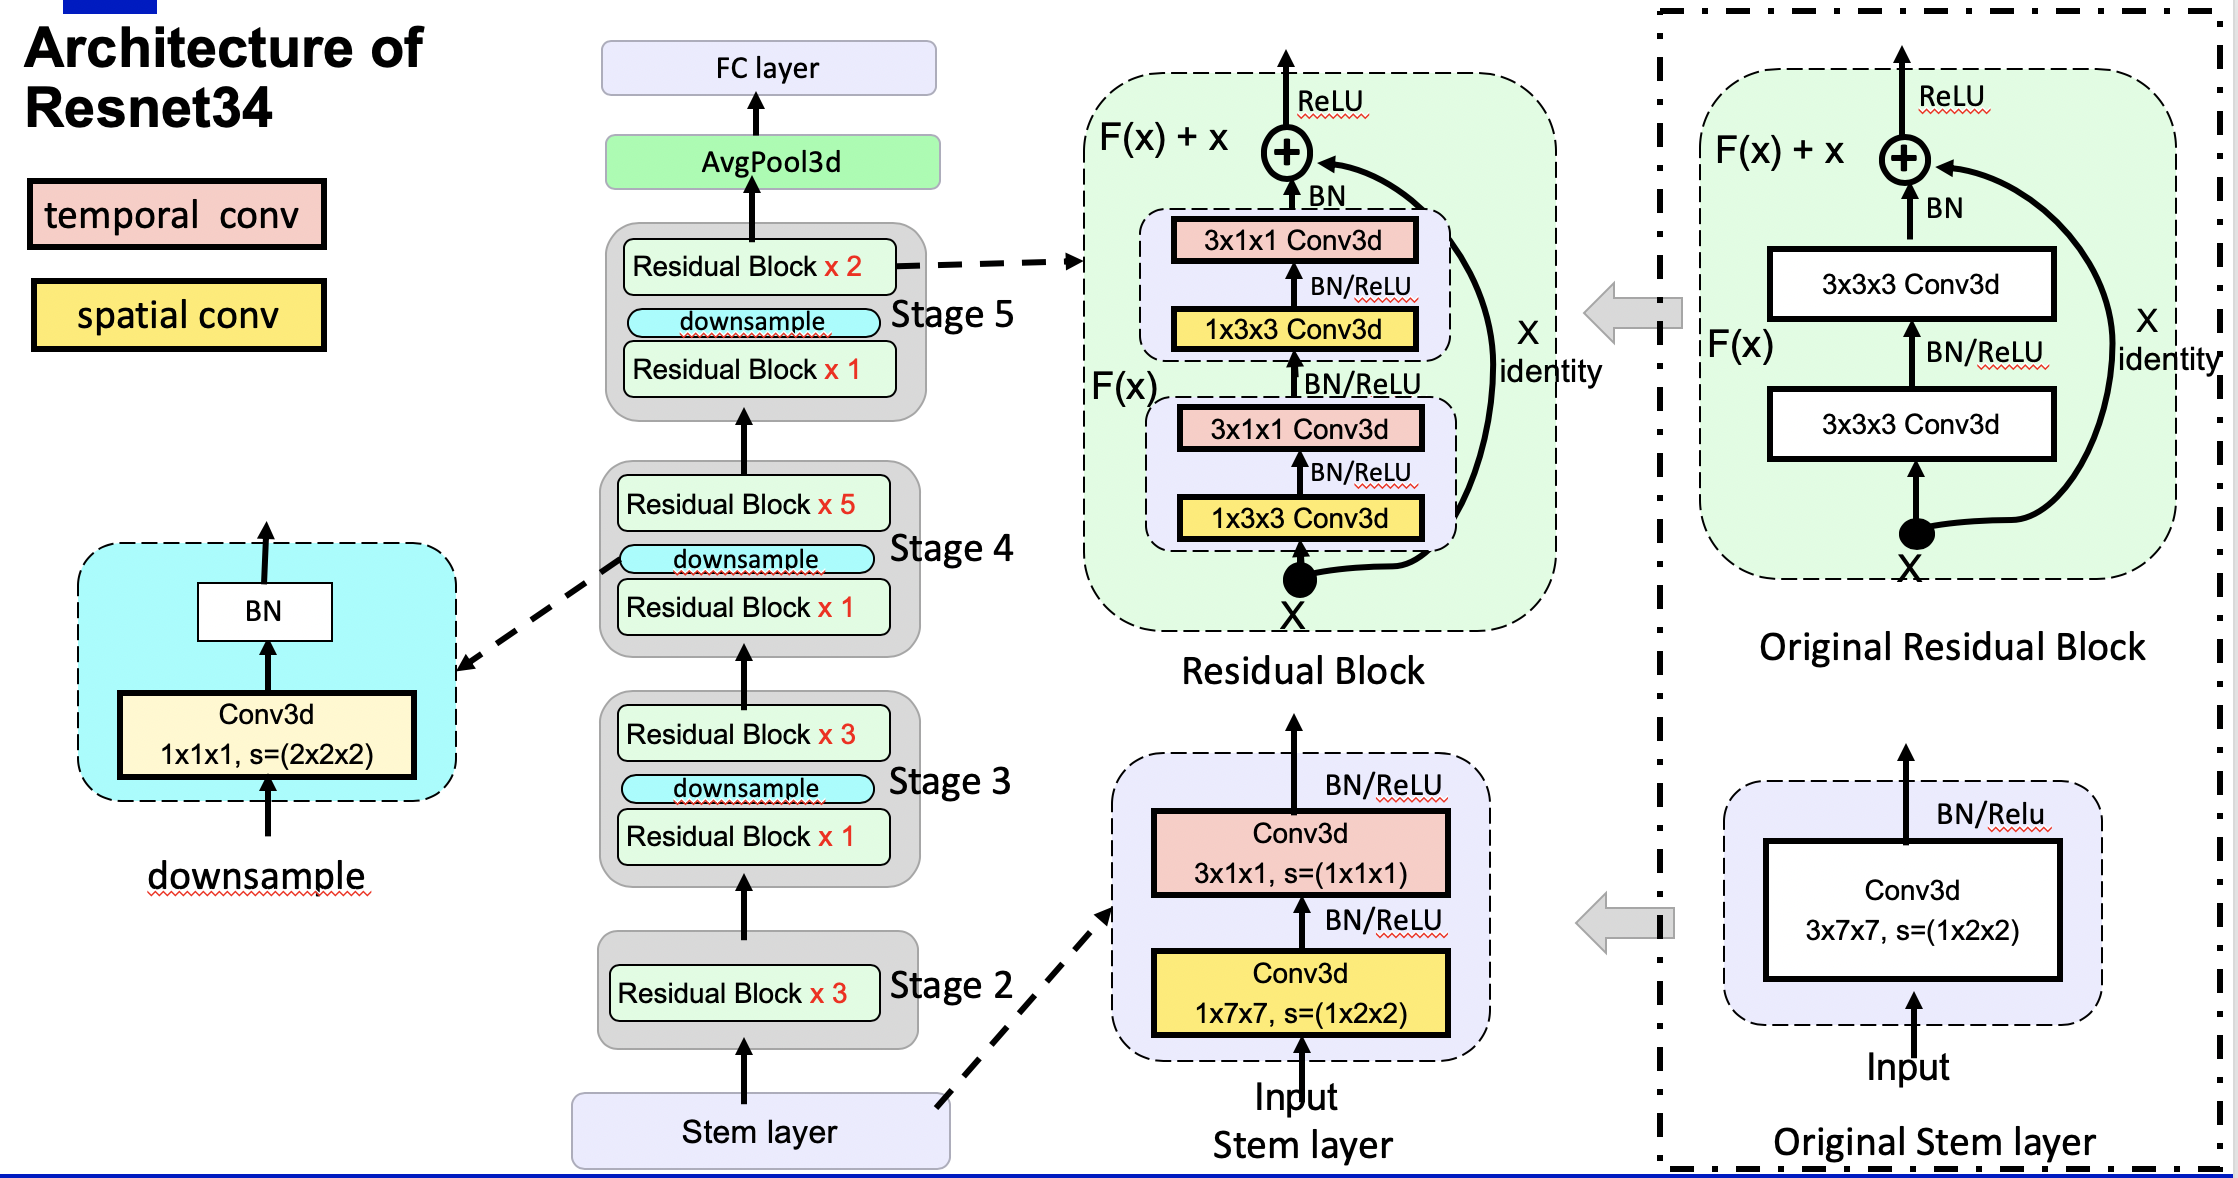 Architecture of
Resnet34
temporal conv
spatial conv
BN
Conv3d
1x1x1, s=(2x2x2)
downsample
FC layer
AvgPool3d
Residual Block x 2
downsample
Residual Block x 1
Stage 5
Residual Block x 5
downsample
Residual Block x 1
Stage 4
Residual Block x 3
downsample
Residual Block x 1
Stage 3
Residual Block x 3
Stage 2
Stem layer
ReLU
F(x) + x
+
BN
3x1x1 Conv3d
BN/ReLU
1x3x3 Conv3d
X
identity
BN/ReLU
F(x)
3x1x1 Conv3d
BN/ReLU
1x3x3 Conv3d
X
Residual Block
BN/ReLU
Conv3d
3x1x1, s=(1x1x1)
BN/ReLU
Conv3d
1x7x7, s=(1x2x2)
Input
Stem layer
ReLU
F(x) + x
+
BN
3x3x3 Conv3d
F(x)
BN/ReLU
X
identity
3x3x3 Conv3d
X
Original Residual Block
BN/Relu
Conv3d
3x7x7, s=(1x2x2)
Input
Original Stem layer